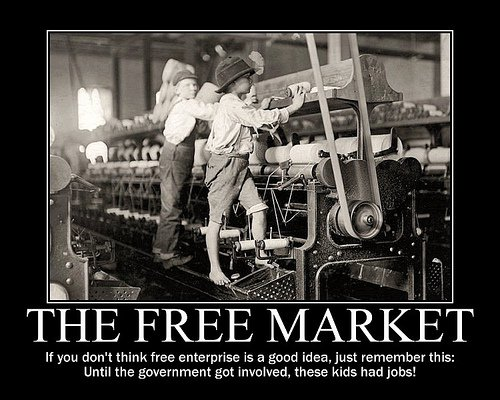 THE FREE MARKET
If you don't think free enterprise is a good idea, just remember this:
Until the government got involved, these kids had jobs!